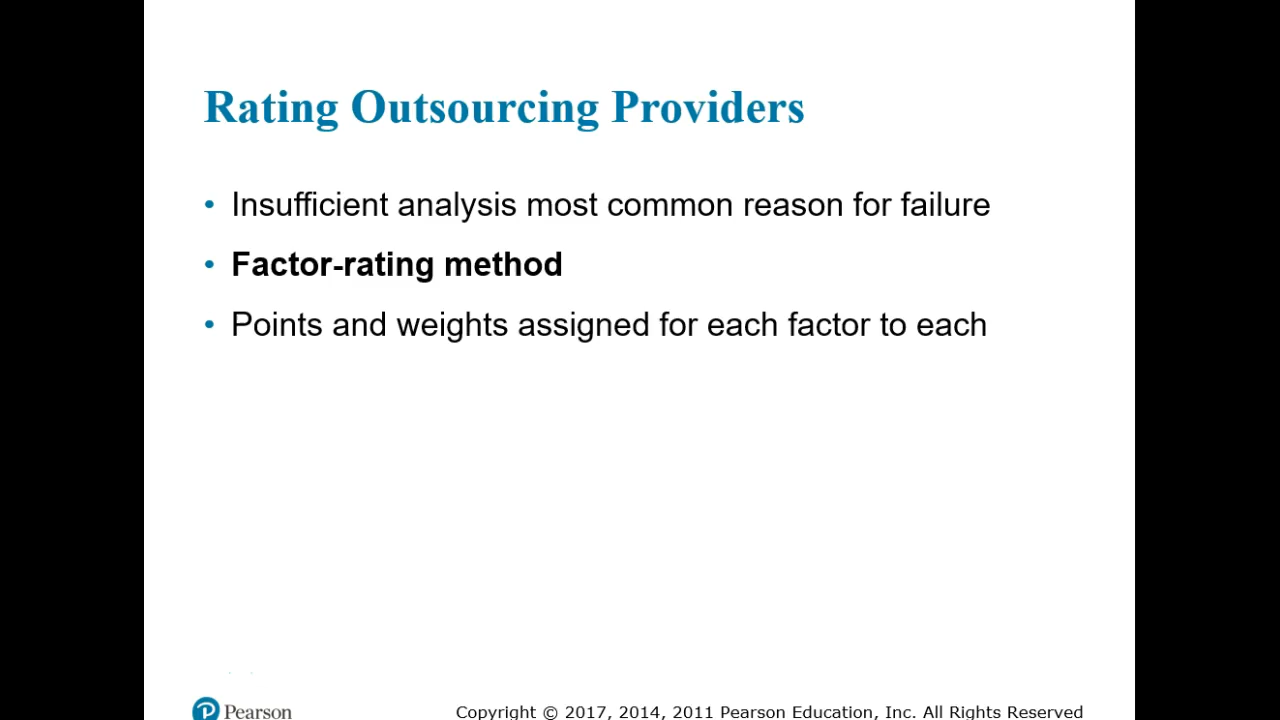 Rating Outsourcing Providers
• Insufficient analysis most common reason for failure
• Factor-rating method
• Points and weights assigned for each factor to each
Pearson
Copyright © 2017, 2014, 2011 Pearson Education, Inc. All Rights Reserved